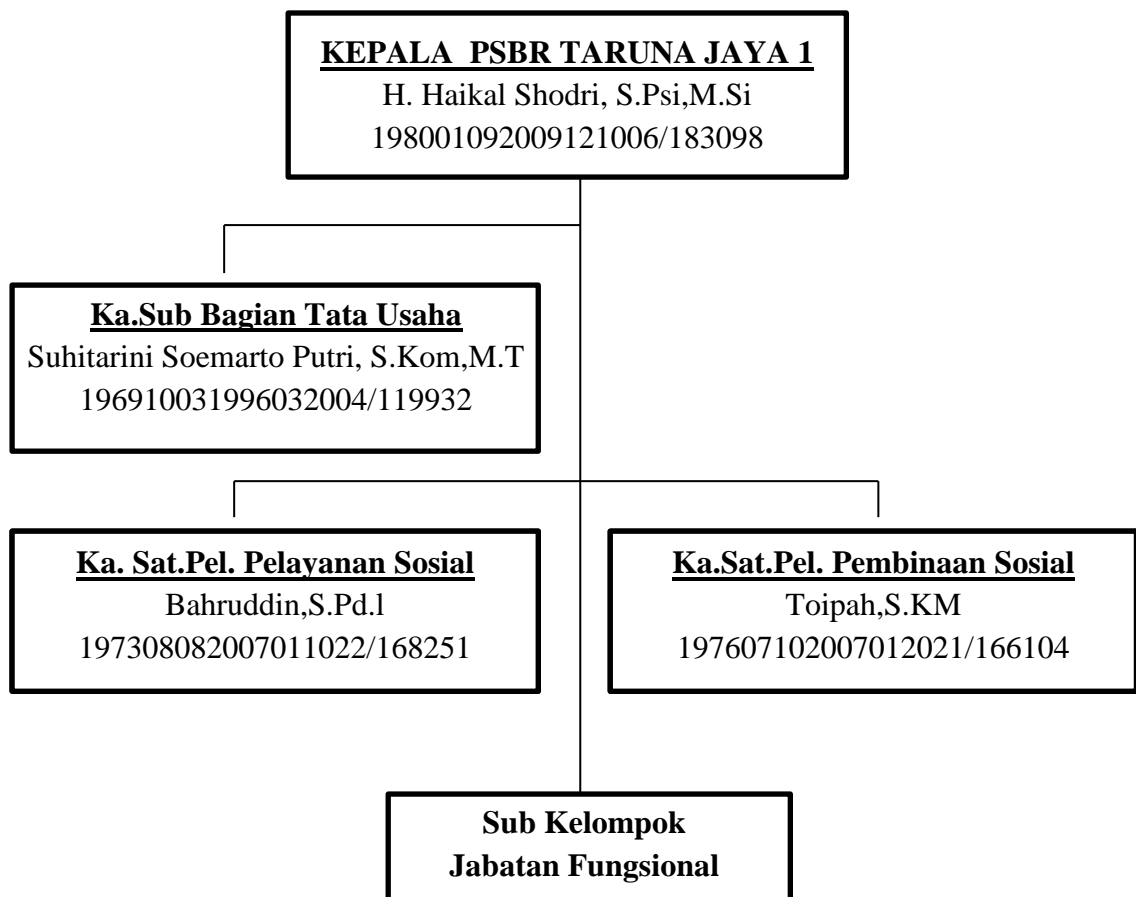 KEPALA PSBR TARUNA JAYA 1
H. Haikal Shodri, S.Psi,M.Si
198001092009121006/183098
Ka.Sub Bagian Tata Usaha
Suhitarini Soemarto Putri, S.Kom,M.T
196910031996032004/119932
Ka. Sat.Pel. Pelayanan Sosial
Bahruddin,S.Pd.l
197308082007011022/168251
Ka.Sat.Pel. Pembinaan Sosial
Toipah,S.KM
197607102007012021/166104
Sub Kelompok
Jabatan Fungsional